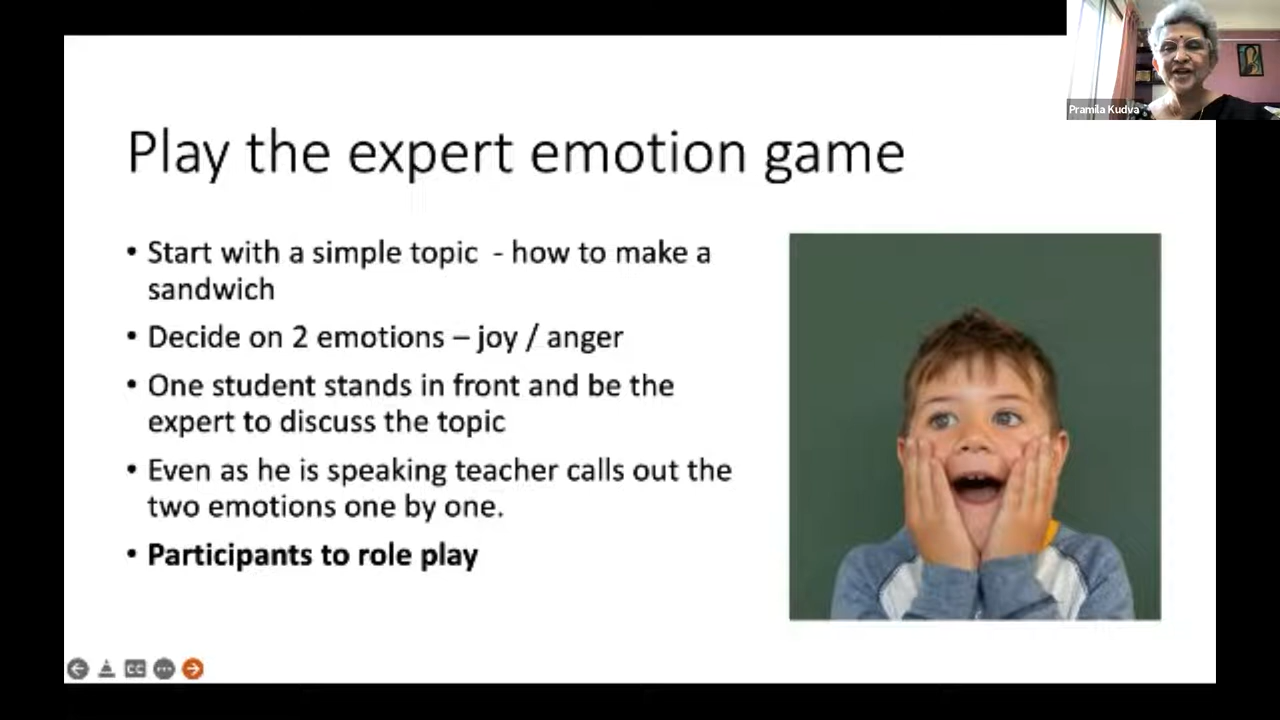 Pramila Kudva
Play the expert emotion game
• Start with a simple topic - how to make a
sandwich
• Decide on 2 emotions – joy / anger
• One student stands in front and be the
expert to discuss the topic
• Even as he is speaking teacher calls out the
two emotions one by one.
• Participants to role play
CC